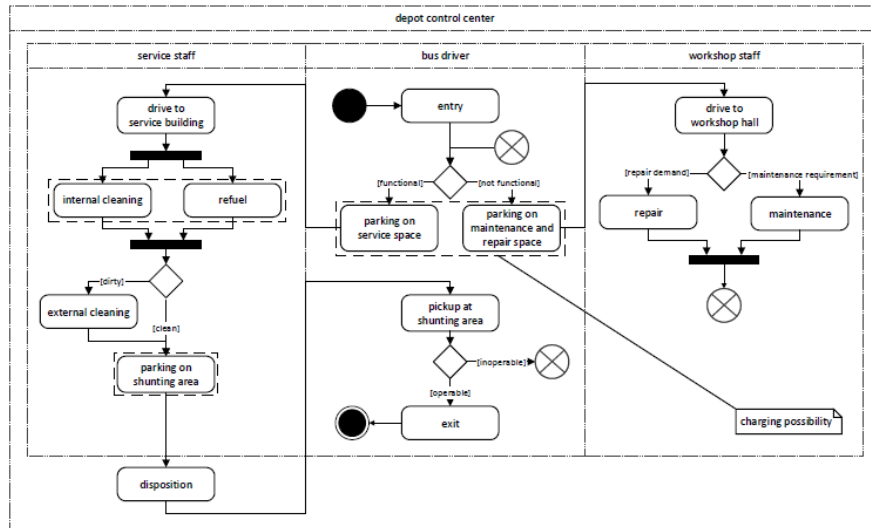 depot control center
service staff
bus driver
workshop staff
drive to
service building
entry
drive to
workshop hall
[functional]
[not functional]
[repair demand]
[maintenance requirement]
internal cleaning
refuel
parking on
service space
parking on
maintenance and
repair space
repair
maintenance
[dirty]
external cleaning
[clean]
pickup at
shunting area
[inoperable]
parking on
shunting area
[operable]
exit
charging possibility
disposition